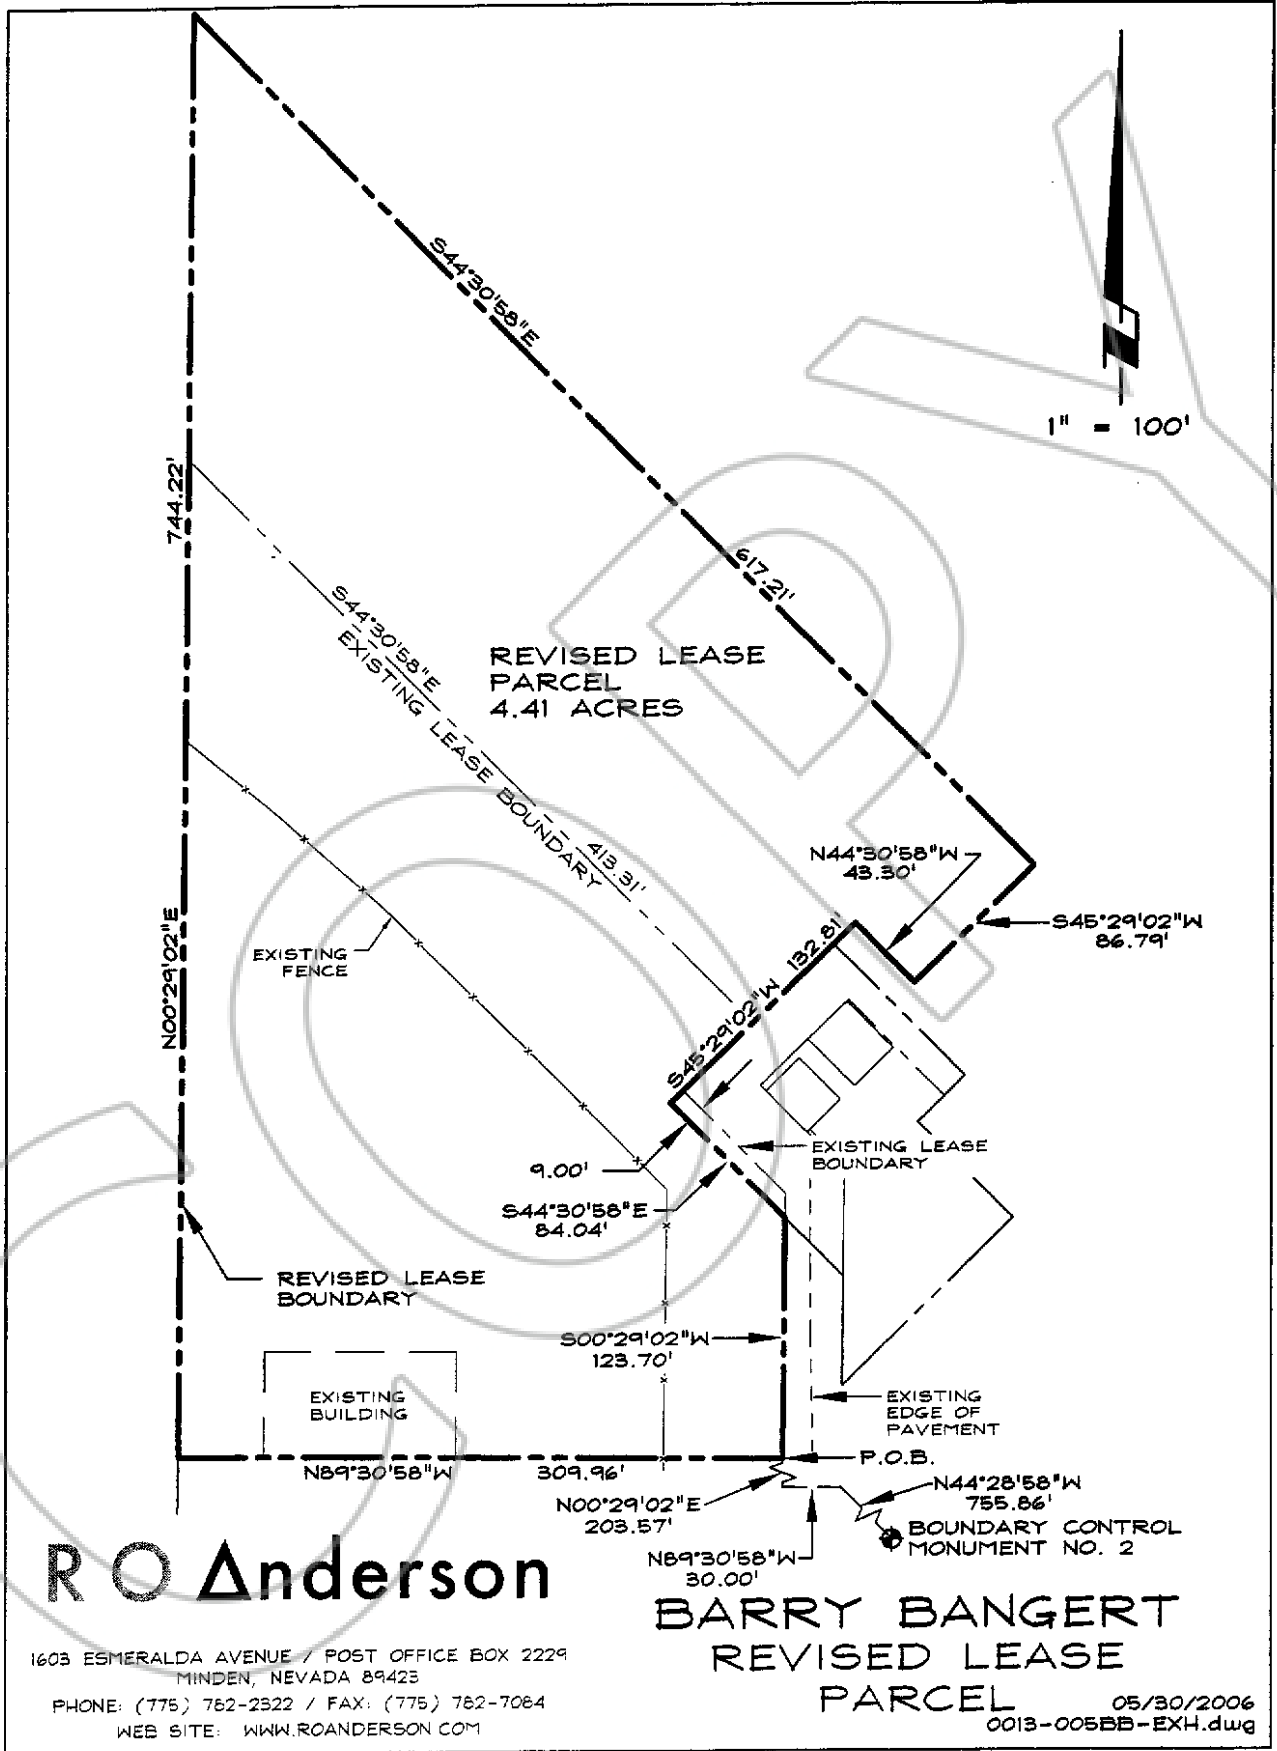 S44°30'58"E
1" = 100'
744.22'
617.21'
S44°30'58"E
EXISTING LEASE BOUNDARY
413.31'
REVISED LEASE
PARCEL
4.41 ACRES
N44°30'58"W
43.30'
S45°29'02"W
86.79'
N00°29'02"E
EXISTING
FENCE
S45°29'02"W 132.81'
EXISTING LEASE
BOUNDARY
9.00'
S44°30'58"E
84.04'
REVISED LEASE
BOUNDARY
S00°29'02"W
123.70'
EXISTING
BUILDING
EXISTING
EDGE OF
PAVEMENT
N89°30'58"W 309.96'
P.O.B.
N00°29'02"E
203.57'
N44°28'58"W
755.86'
BOUNDARY CONTROL
MONUMENT NO. 2
N89°30'58"W
30.00'
R O Anderson
1603 ESMERALDA AVENUE / POST OFFICE BOX 2229
MINDEN, NEVADA 89423
PHONE: (775) 782-2322 / FAX: (775) 782-7084
WEB SITE: WWW.ROANDERSON.COM
BARRY BANGERT
REVISED LEASE
PARCEL
05/30/2006
0013-005BB-EXH.dwg
COPY